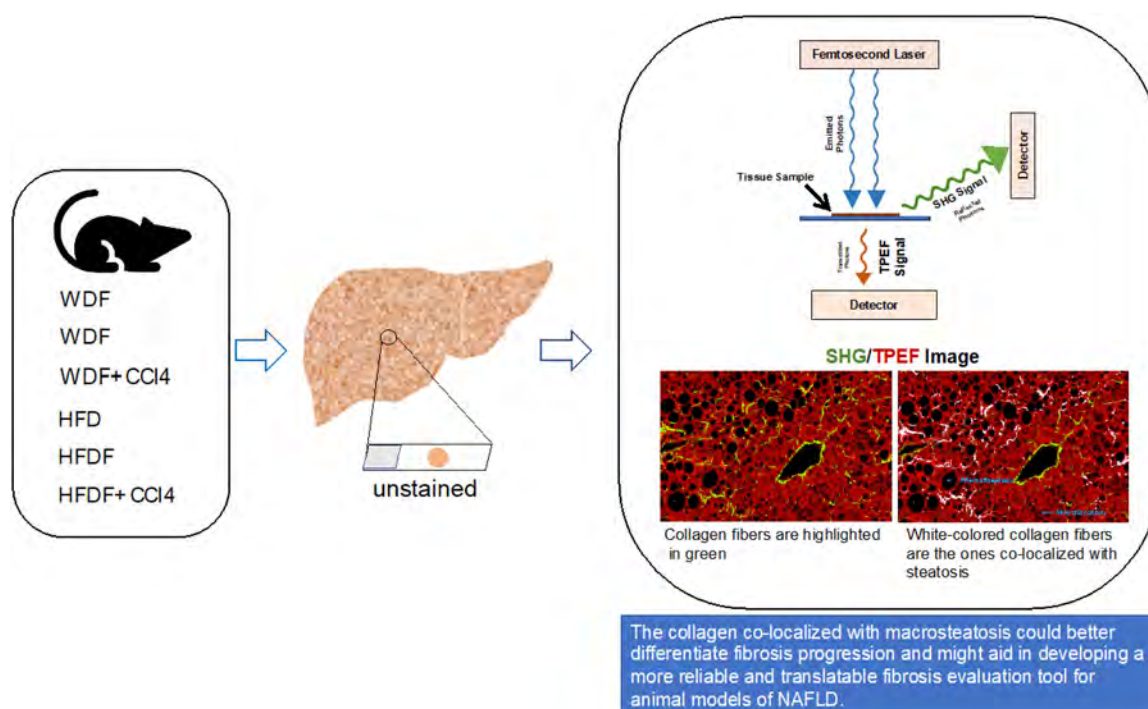 WDF
WDF
WDF+ CCl4
HFD
HFDF
HFDF+ CCl4
unstained
Femtosecond Laser
Emitted
Photons
Tissue Sample
SHG Signal
Detector
TPEF
Signal
Detector
SHG/TPEF Image
Collagen fibers are highlighted
in green
White-colored collagen fibers
are the ones co-localized with
steatosis
The collagen co-localized with macrosteatosis could better
differentiate fibrosis progression and might aid in developing a
more reliable and translatable fibrosis evaluation tool for
animal models of NAFLD.